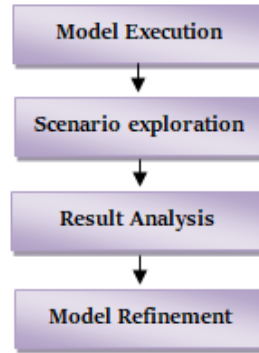 Model Execution
Scenario exploration
Result Analysis
Model Refinement